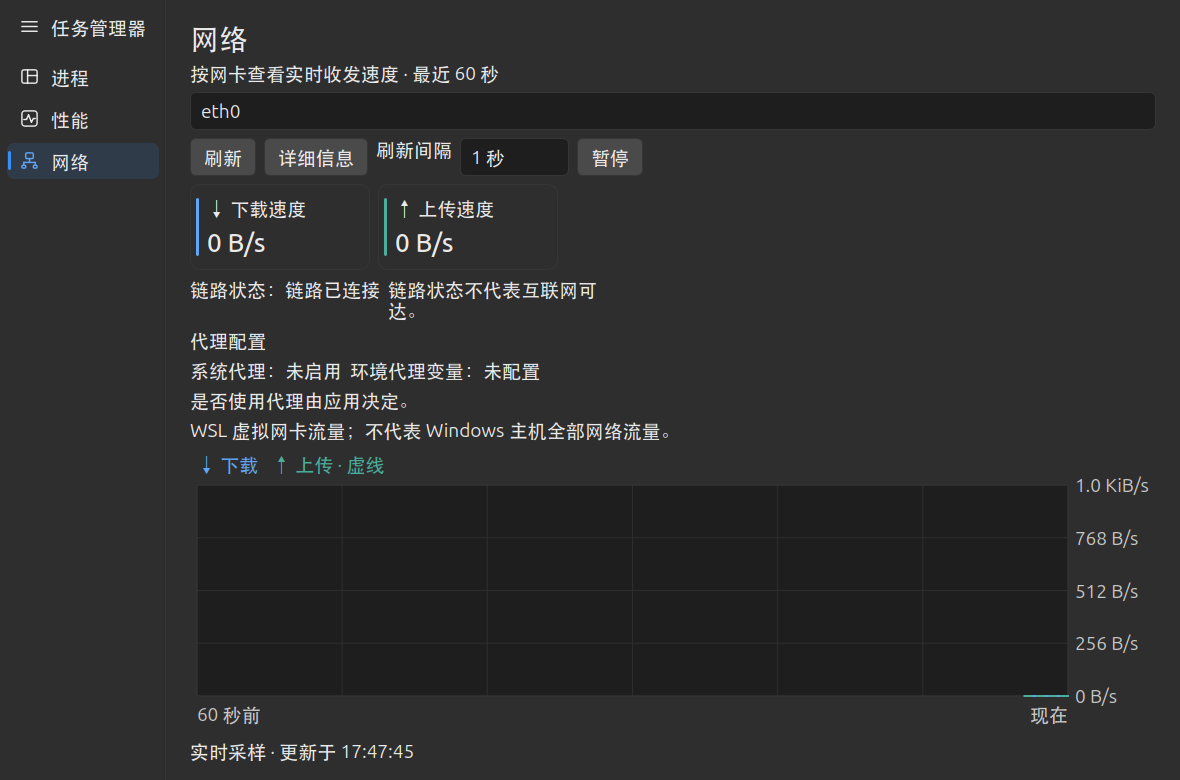 任务管理器
进程
性能
网络
网络
按网卡查看实时收发速度 · 最近 60 秒
eth0
刷新 详细信息 刷新间隔 1 秒 暂停
↓ 下载速度 ↑ 上传速度
0 B/s 0 B/s
链路状态：链路已连接 链路状态不代表互联网可
达。
代理配置
系统代理：未启用 环境代理变量：未配置
是否使用代理由应用决定。
WSL 虚拟网卡流量；不代表 Windows 主机全部网络流量。
↓ 下载 ↑ 上传 · 虚线
1.0 KiB/s
768 B/s
512 B/s
256 B/s
0 B/s
60 秒前 现在
实时采样 · 更新于 17:47:45